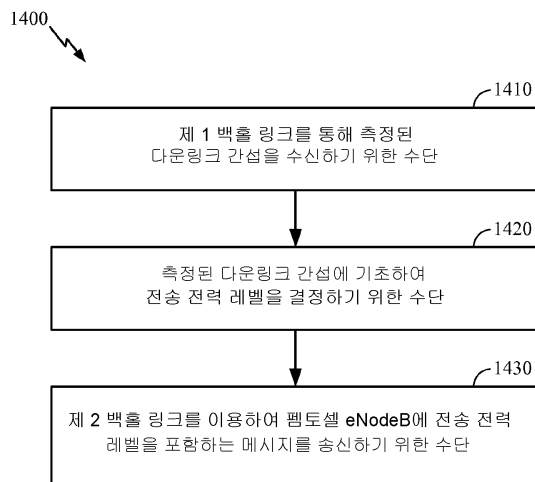 1400
1410
제 1 백홀 링크를 통해 측정된
다운링크 간섭을 수신하기 위한 수단
1420
측정된 다운링크 간섭에 기초하여
전송 전력 레벨을 결정하기 위한 수단
1430
제 2 백홀 링크를 이용하여 펨토셀 eNodeB에 전송 전력
레벨을 포함하는 메시지를 송신하기 위한 수단